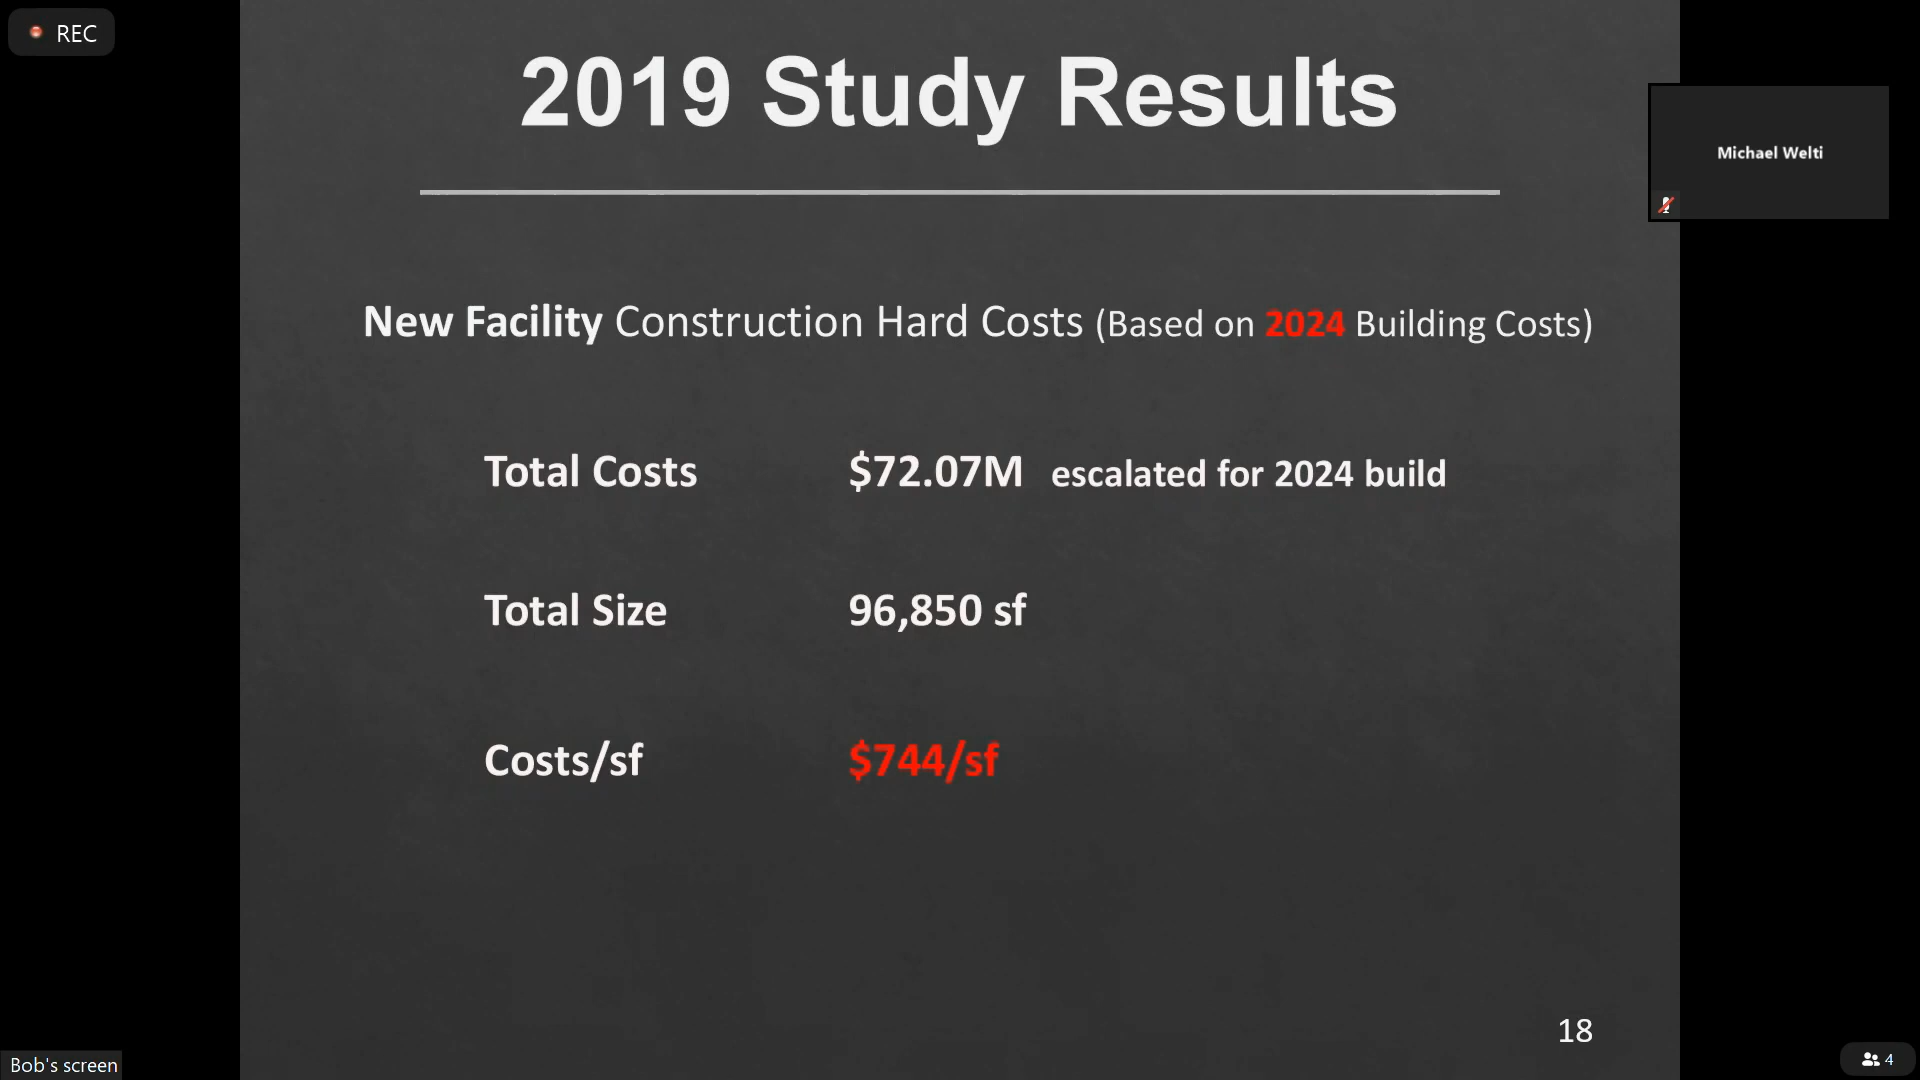 REC
2019 Study Results
Michael Welti
New Facility Construction Hard Costs (Based on 2024 Building Costs)
Total Costs $72.07M escalated for 2024 build
Total Size 96,850 sf
Costs/sf $744/sf
18
Bob's screen
4